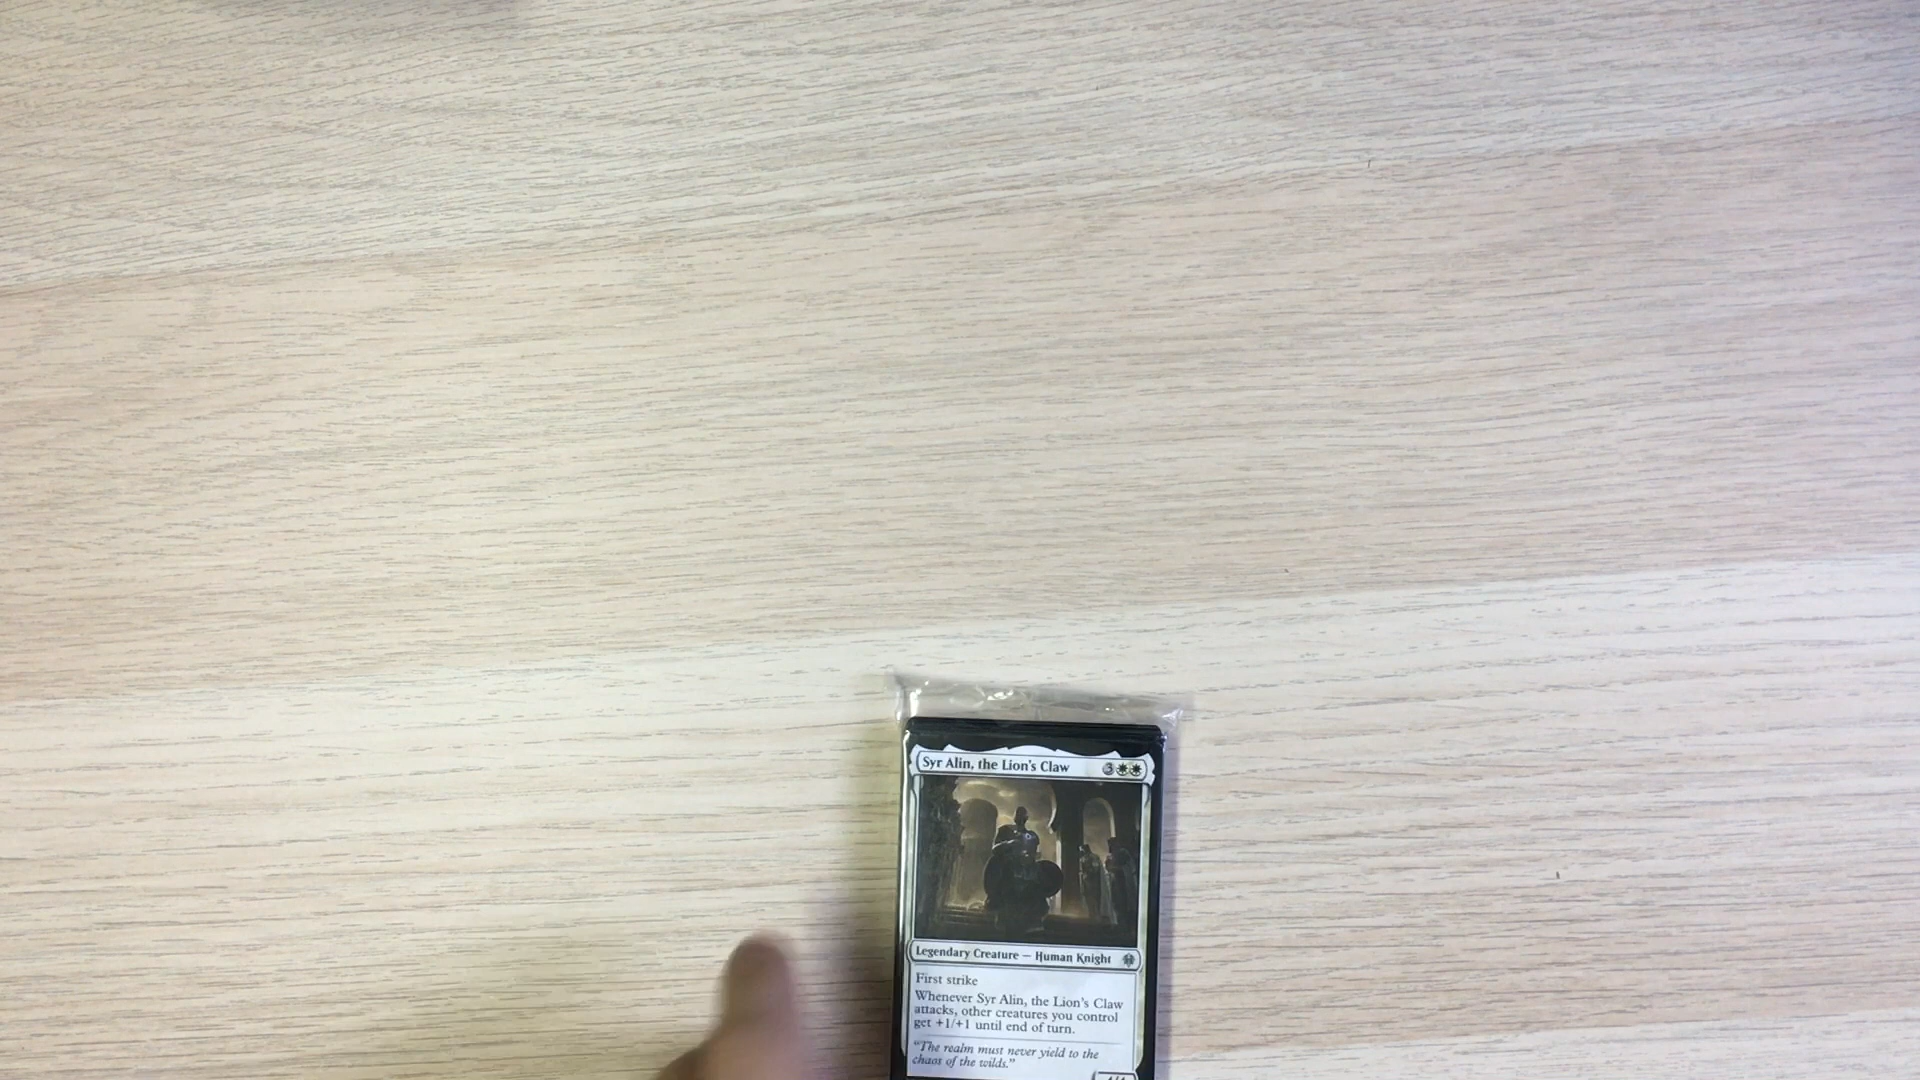 Syr Alin, the Lion's Claw 3
Legendary Creature — Human Knight
First strike
Whenever Syr Alin, the Lion's Claw
attacks, other creatures you control
get +1/+1 until end of turn.
"The realm must never yield to the
chaos of the wilds."